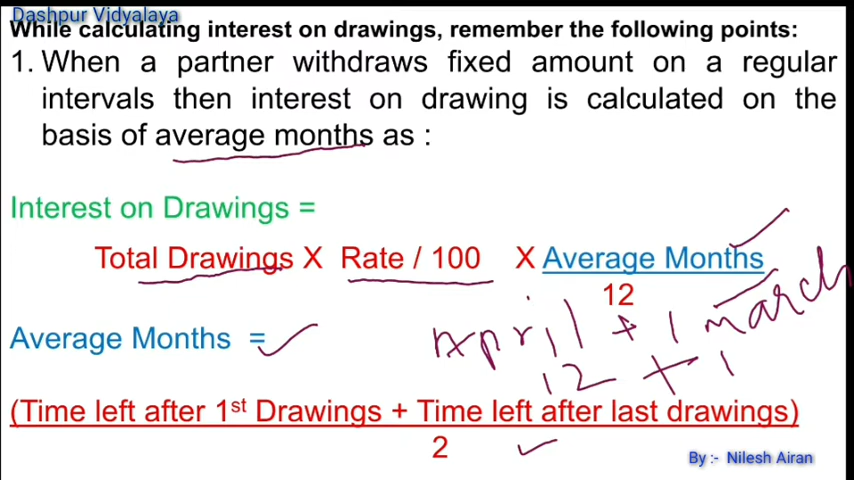 Dashpur Vidyalaya
While calculating interest on drawings, remember the following points:
1. When a partner withdraws fixed amount on a regular
intervals then interest on drawing is calculated on the
basis of average months as :
Interest on Drawings =
Total Drawings X Rate / 100 X Average Months
12
April + 1 march
Average Months =
12 + 1
(Time left after 1st Drawings + Time left after last drawings)
2
By :- Nilesh Airan